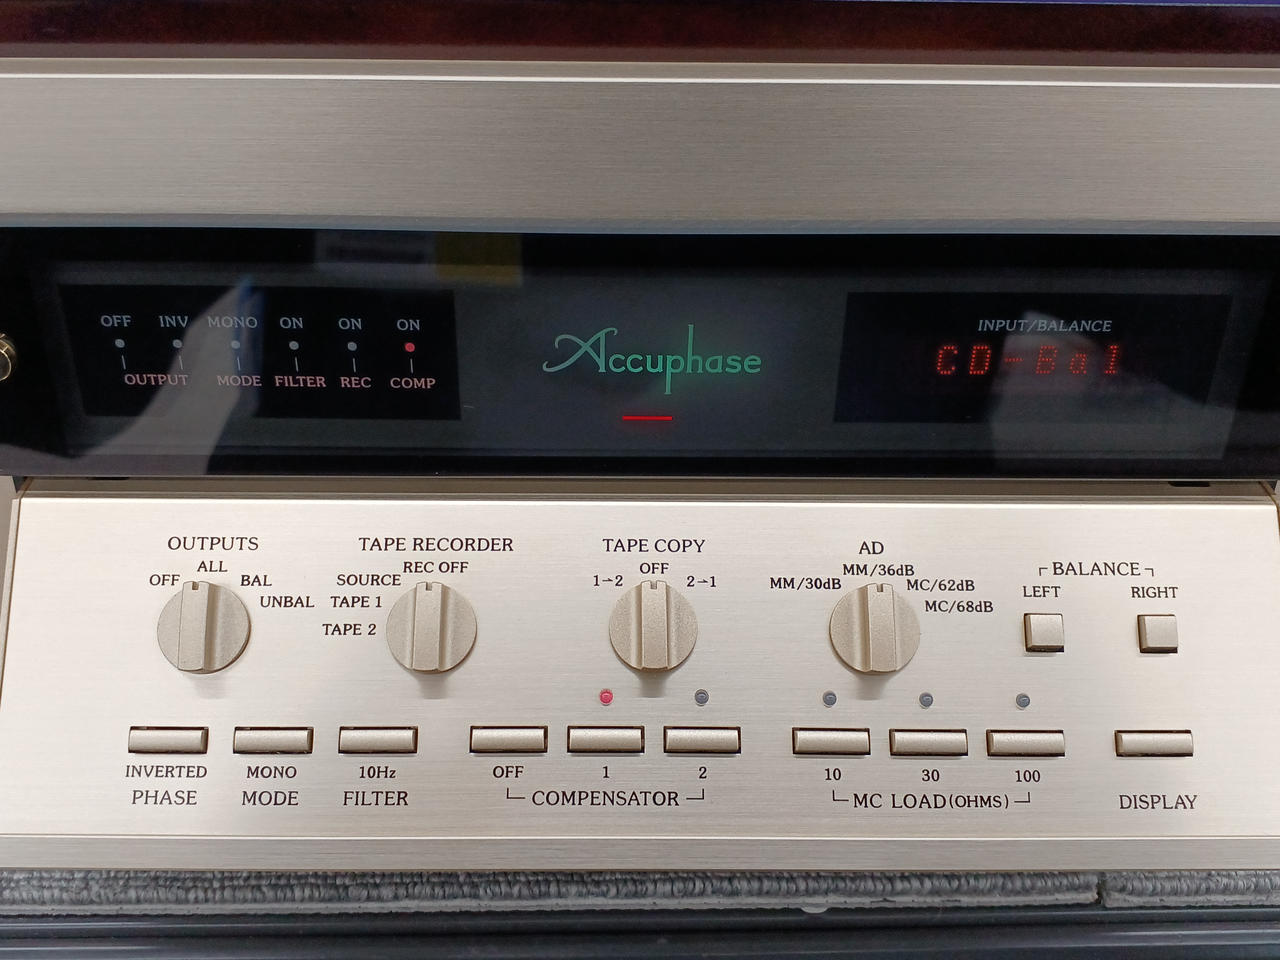 OFF INV MONO ON ON ON
OUTPUT MODE FILTER REC COMP
Accuphase
INPUT/BALANCE
CD-Bal
OUTPUTS
OFF ALL BAL UNBAL
TAPE RECORDER
REC OFF
SOURCE
TAPE 1
TAPE 2
TAPE COPY
1→2 OFF 2→1
AD
MM/30dB MM/36dB MC/62dB MC/68dB
BALANCE
LEFT RIGHT
INVERTED
PHASE
MONO
MODE
10Hz
FILTER
OFF 1 2
COMPENSATOR
10 30 100
MC LOAD(OHMS)
DISPLAY